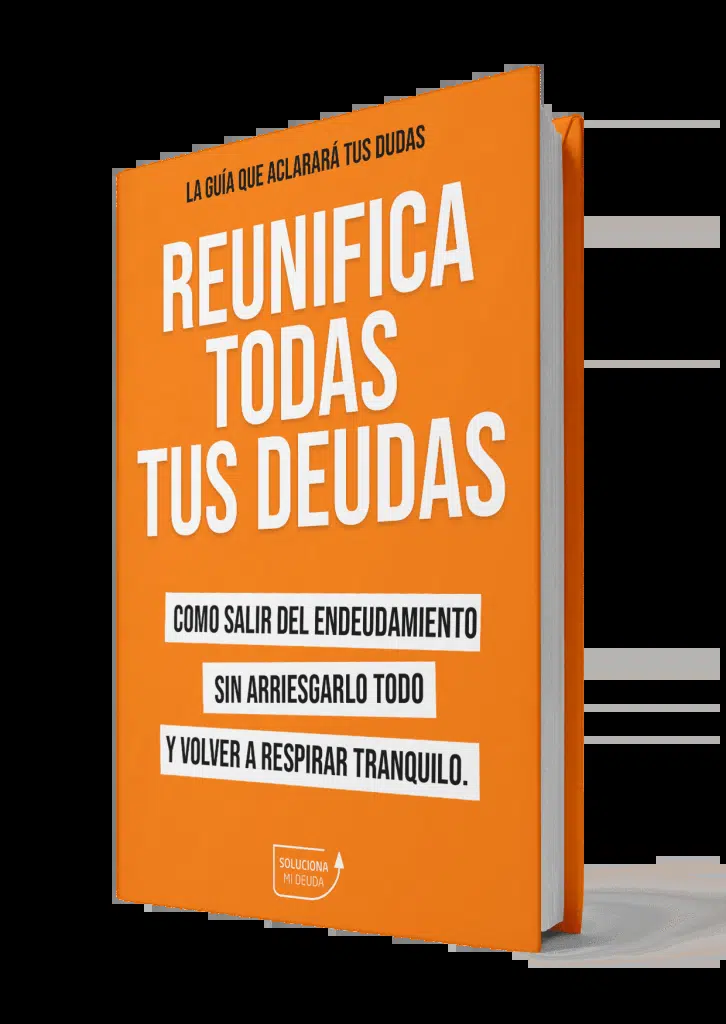 LA GUÍA QUE ACLARARÁ TUS DUDAS
REUNIFICA
TODAS
TUS DEUDAS
COMO SALIR DEL ENDEUDAMIENTO
SIN ARRIESGARLO TODO
Y VOLVER A RESPIRAR TRANQUILO.
SOLUCIONA
MI DEUDA